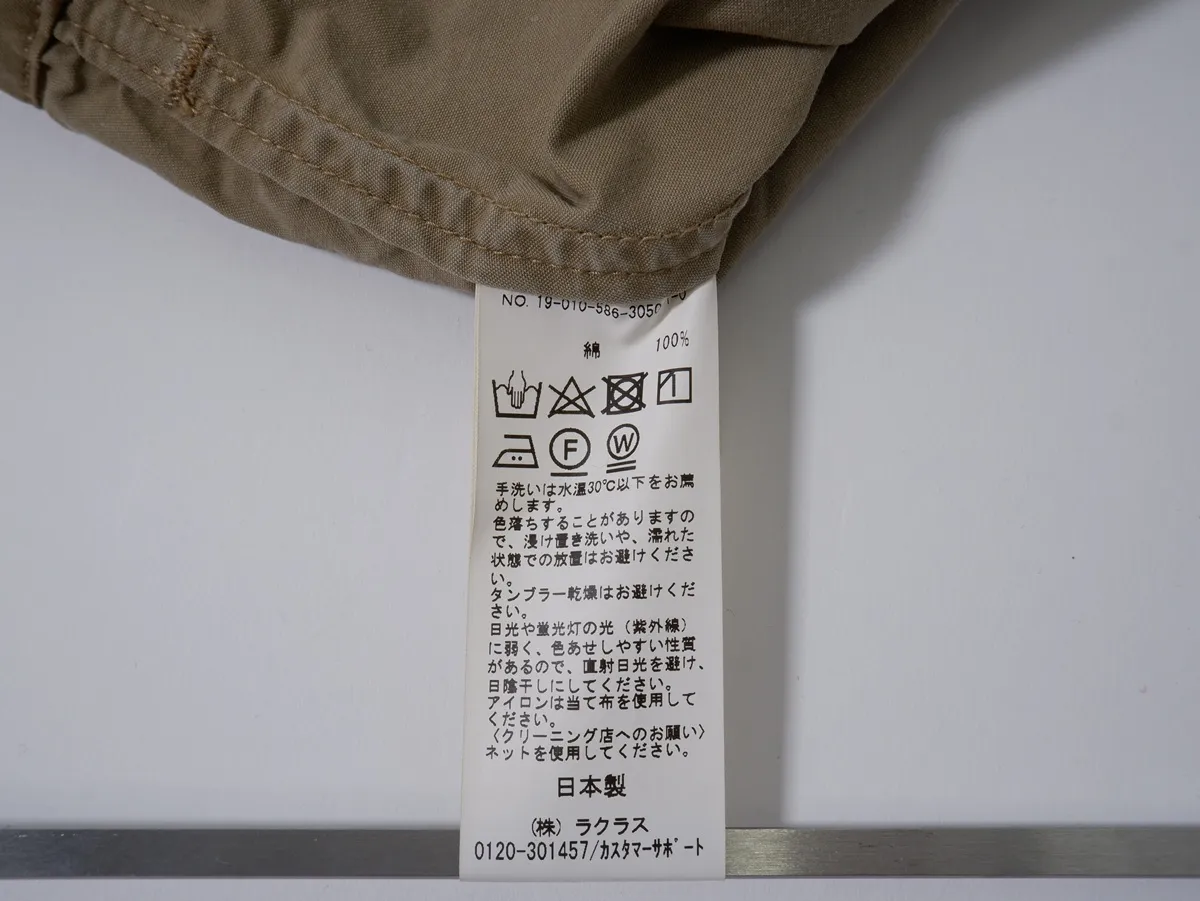 NO. 19-010-586-305
綿 100%
F W
手洗いは水温30℃以下をお薦
めします。
色落ちすることがありますの
で、浸け置き洗いや、濡れた
状態での放置はお避けくださ
い。
タンブラー乾燥はお避けくだ
さい。
日光や蛍光灯の光（紫外線）
に弱く、色あせしやすい性質
があるので、直射日光を避け、
日陰干しにしてください。
アイロンは当て布を使用して
ください。
〈クリーニング店へのお願い〉
ネットを使用してください。
日本製
（株）ラクラス
0120-301457/ｶｽﾀﾏｰｻﾎﾟｰﾄ